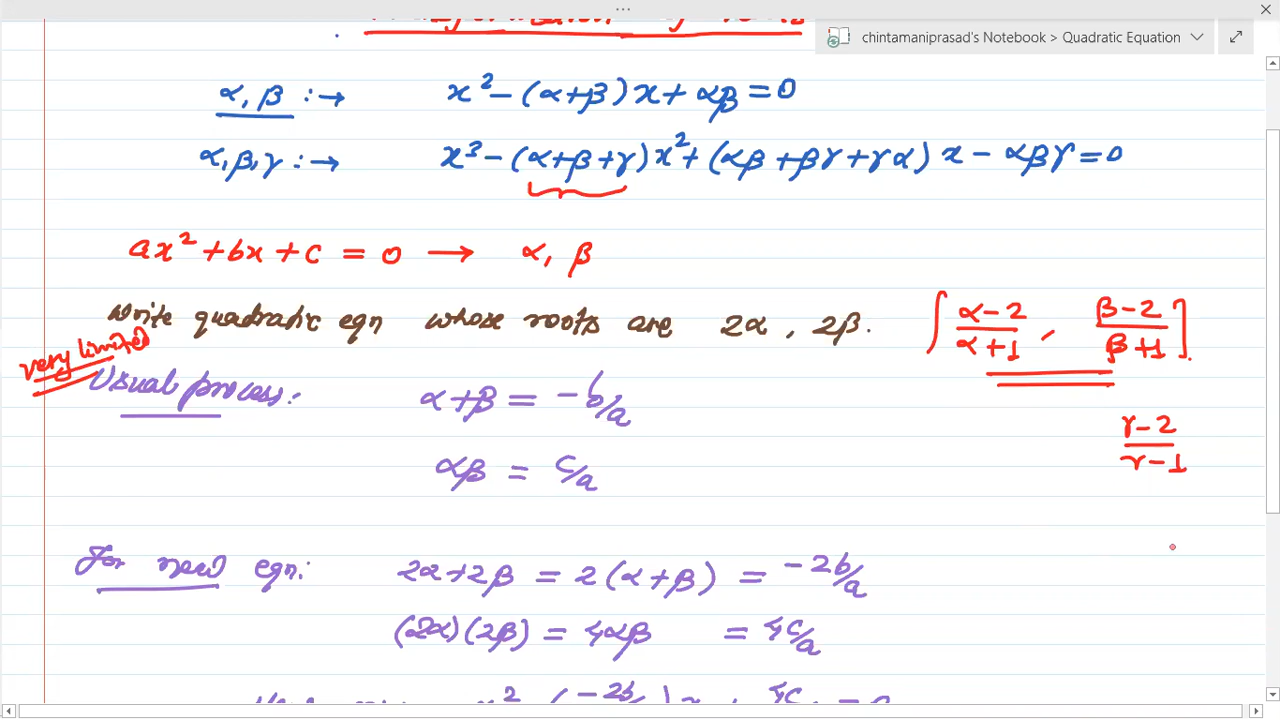 chintamaniprasad's Notebook > Quadratic Equation
α, β :→ x² - (α+β)x + αβ = 0
α, β, γ :→ x³ - (α+β+γ)x² + (αβ+βγ+γα)x - αβγ = 0
ax² + bx + c = 0 → α, β
Write quadratic eqn whose roots are 2α, 2β. [α-2/α+1, β-2/β+1]
very limited
Usual process: α+β = -b/a
γ-2/γ-1
αβ = c/a
For new eqn: 2α+2β = 2(α+β) = -2b/a
(2α)(2β) = 4αβ = 4c/a